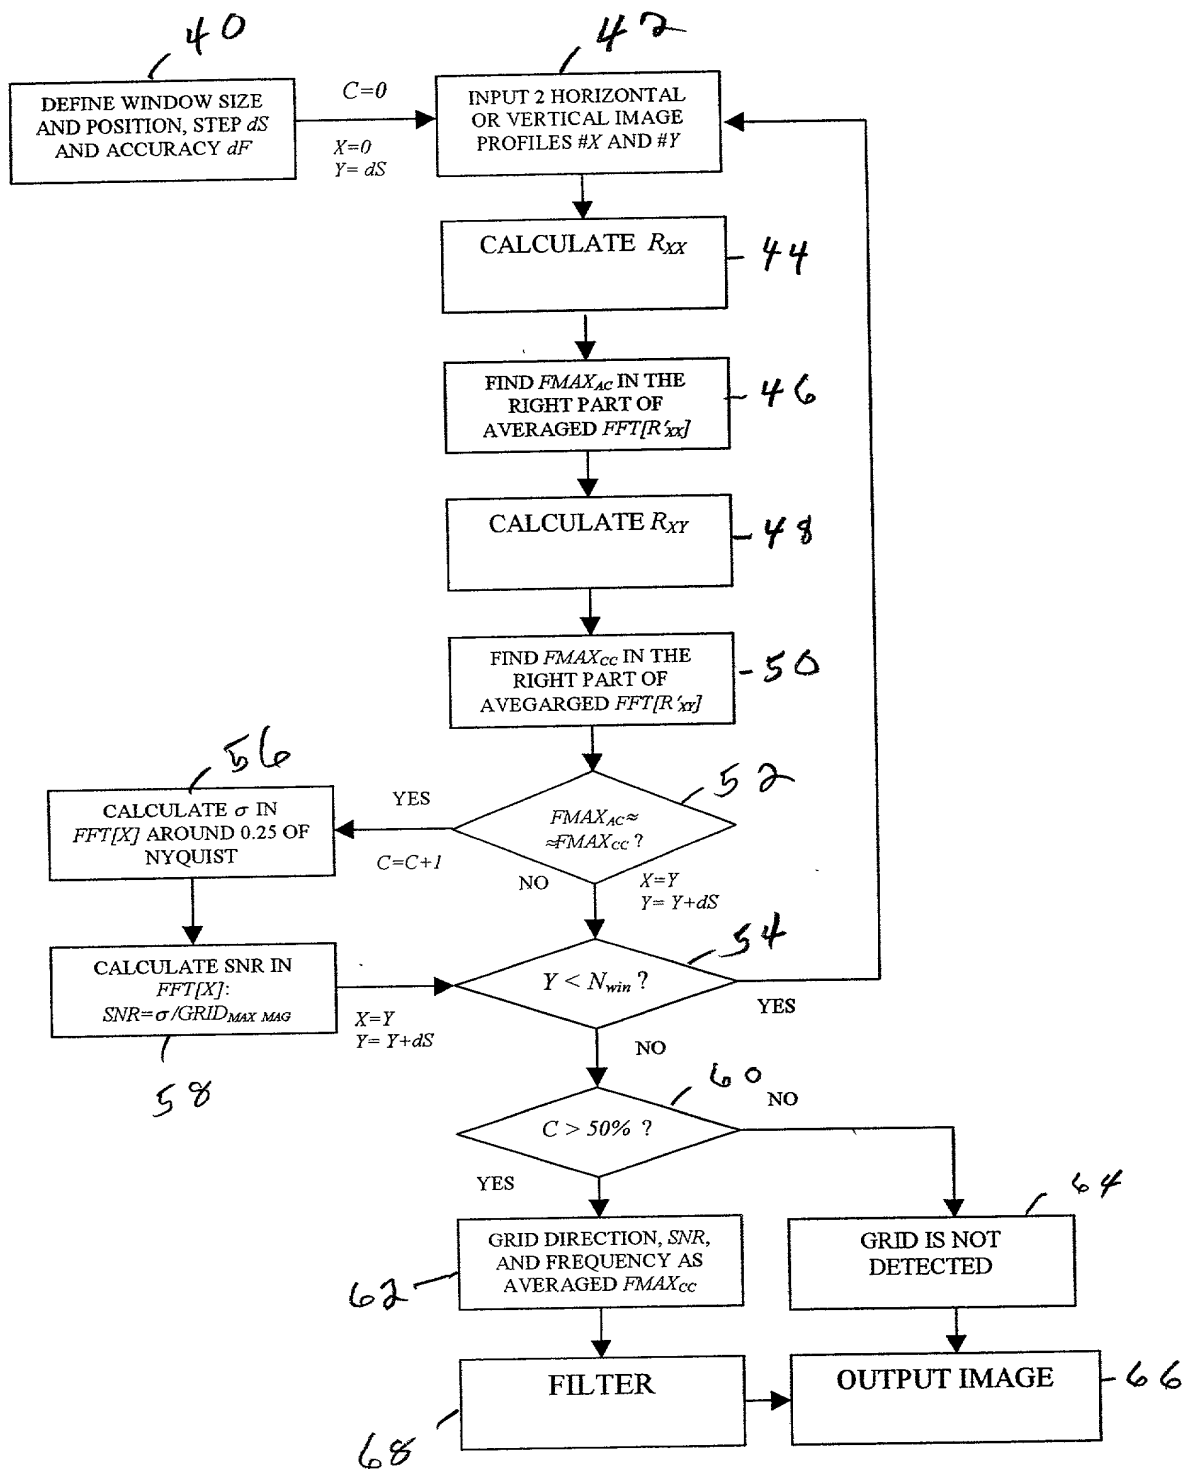 40
DEFINE WINDOW SIZE
AND POSITION, STEP dS
AND ACCURACY dF
C=0
X=0
Y= dS
42
INPUT 2 HORIZONTAL
OR VERTICAL IMAGE
PROFILES #X AND #Y
CALCULATE RXX
44
FIND FMAXAC IN THE
RIGHT PART OF
AVERAGED FFT[R'XX]
46
CALCULATE RXY
48
FIND FMAXCC IN THE
RIGHT PART OF
AVEGARGED FFT[R'XY]
50
56
CALCULATE σ IN
FFT[X] AROUND 0.25 OF
NYQUIST
YES
C=C+1
52
FMAXAC≈
≈FMAXCC ?
NO
X=Y
Y= Y+dS
CALCULATE SNR IN
FFT[X]:
SNR=σ/GRIDMAX MAG
58
X=Y
Y= Y+dS
54
Y < Nwin ?
YES
NO
60
C > 50% ?
NO
YES
62
GRID DIRECTION, SNR,
AND FREQUENCY AS
AVERAGED FMAXCC
64
GRID IS NOT
DETECTED
FILTER
68
OUTPUT IMAGE
66